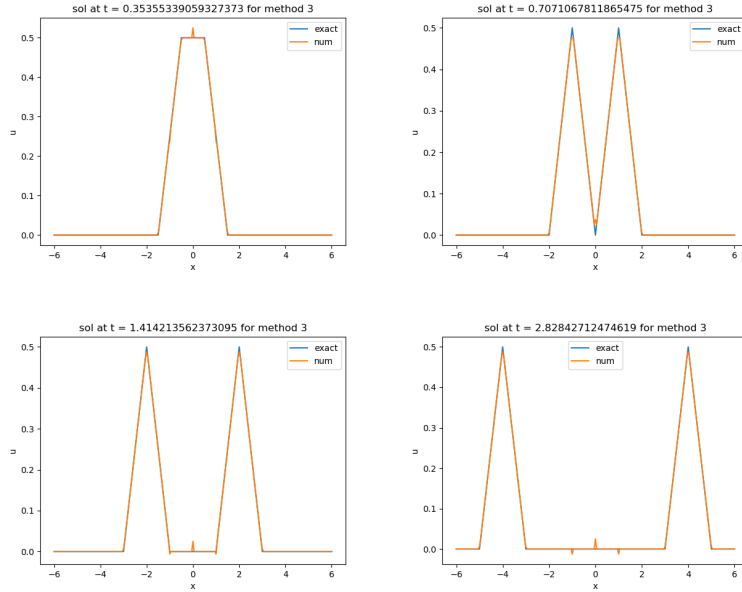 sol at t = 0.35355339059327373 for method 3
exact
num
u
0.5
0.4
0.3
0.2
0.1
0.0
−6 −4 −2 0 2 4 6
x
sol at t = 0.7071067811865475 for method 3
exact
num
u
0.5
0.4
0.3
0.2
0.1
0.0
−6 −4 −2 0 2 4 6
x
sol at t = 1.414213562373095 for method 3
exact
num
u
0.5
0.4
0.3
0.2
0.1
0.0
−6 −4 −2 0 2 4 6
x
sol at t = 2.82842712474619 for method 3
exact
num
u
0.5
0.4
0.3
0.2
0.1
0.0
−6 −4 −2 0 2 4 6
x